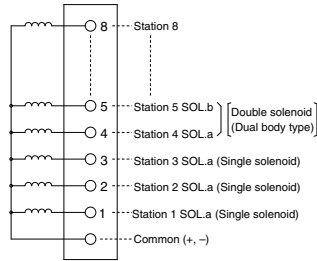 8 Station 8
5 Station 5 SOL.b
[Double solenoid
(Dual body type)]
4 Station 4 SOL.a
3 Station 3 SOL.a (Single solenoid)
2 Station 2 SOL.a (Single solenoid)
1 Station 1 SOL.a (Single solenoid)
Common (+, –)